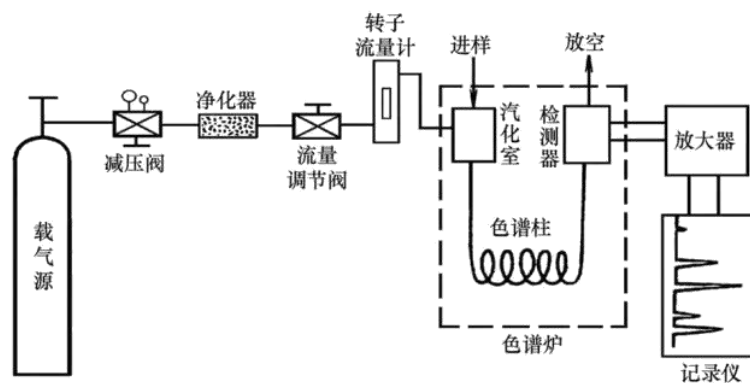 转子
流量计
进样
放空
净化器
减压阀
流量
调节阀
汽化室
检测器
放大器
载气源
色谱柱
色谱炉
记录仪